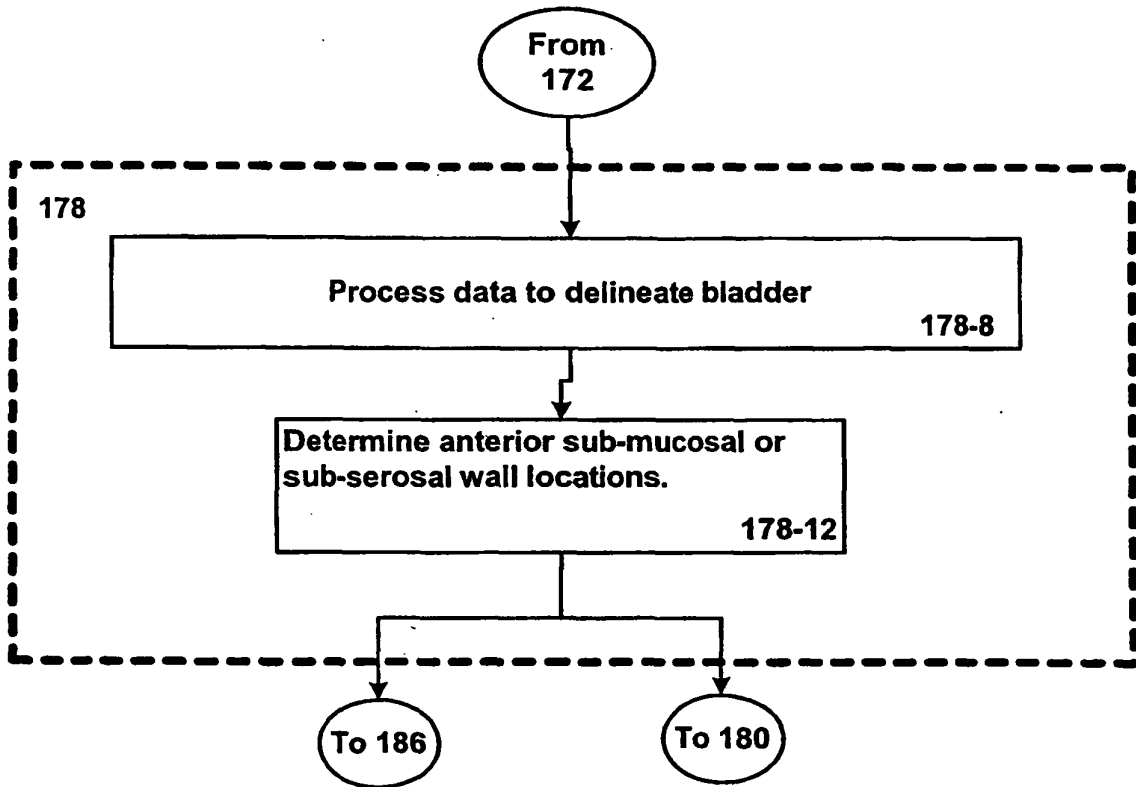 From
172
178
Process data to delineate bladder
178-8
Determine anterior sub-mucosal or
sub-serosal wall locations.
178-12
To 186
To 180